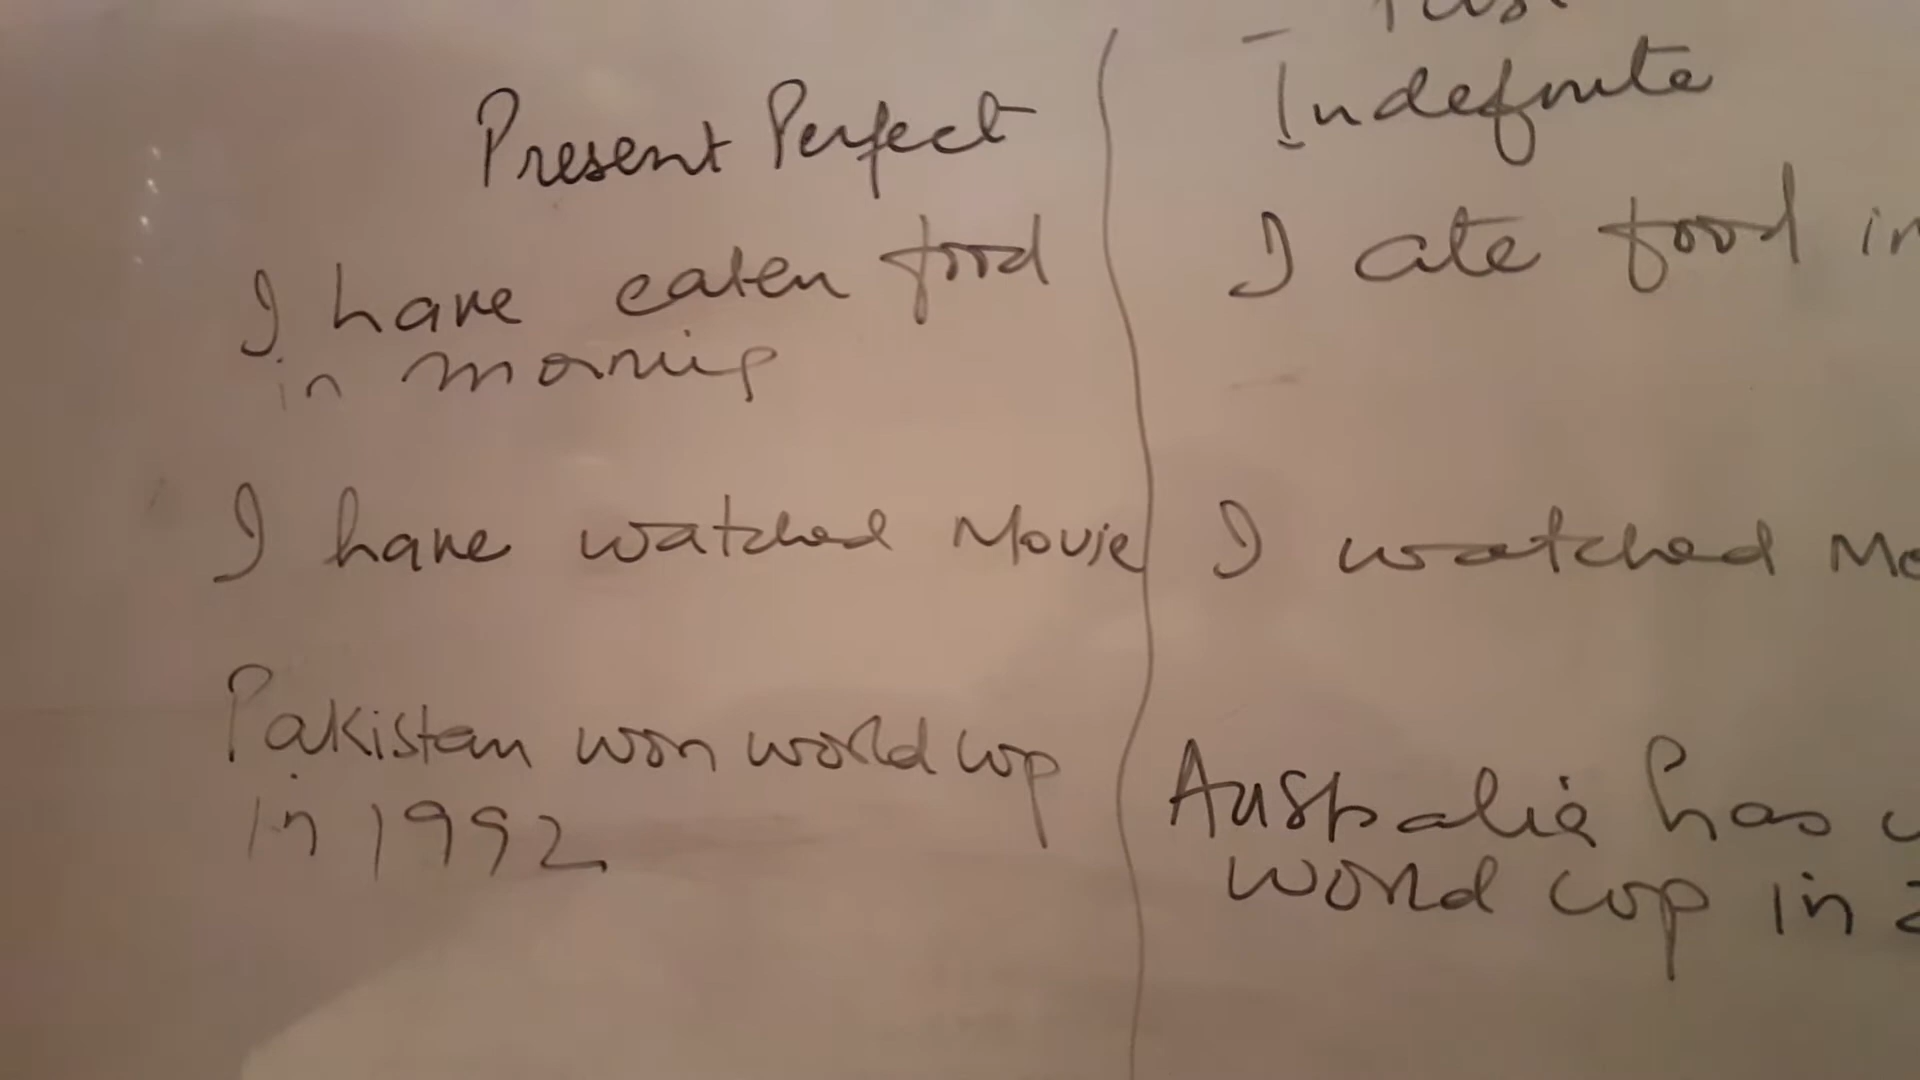 Present Perfect
I have eaten food
in morning
I have watched Movie
Pakistan won world cup
in 1992
Indefinite
I ate food in
I watched
Australia has
world cup in